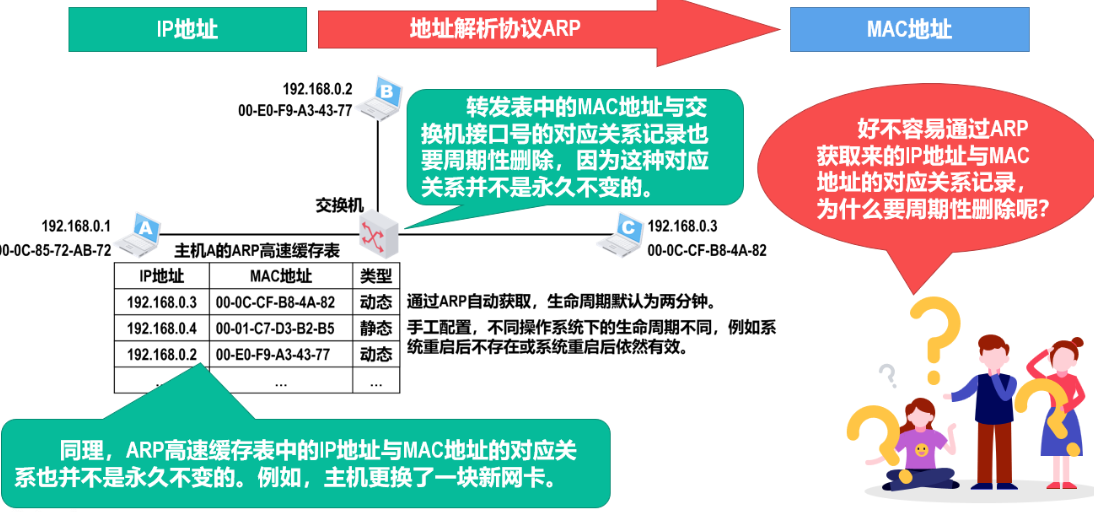 IP地址
地址解析协议ARP
MAC地址
192.168.0.2
00-E0-F9-A3-43-77
B
转发表中的MAC地址与交
换机接口号的对应关系记录也
要周期性删除，因为这种对应
关系并不是永久不变的。
好不容易通过ARP
获取来的IP地址与MAC
地址的对应关系记录，
为什么要周期性删除呢？
交换机
192.168.0.1
00-0C-85-72-AB-72
A
C
192.168.0.3
00-0C-CF-B8-4A-82
主机A的ARP高速缓存表
IP地址 MAC地址 类型
192.168.0.3 00-0C-CF-B8-4A-82 动态
通过ARP自动获取，生命周期默认为两分钟。
192.168.0.4 00-01-C7-D3-B2-B5 静态
手工配置，不同操作系统下的生命周期不同，例如系
统重启后不存在或系统重启后依然有效。
192.168.0.2 00-E0-F9-A3-43-77 动态
... ... ...
同理，ARP高速缓存表中的IP地址与MAC地址的对应关
系也并不是永久不变的。例如，主机更换了一块新网卡。